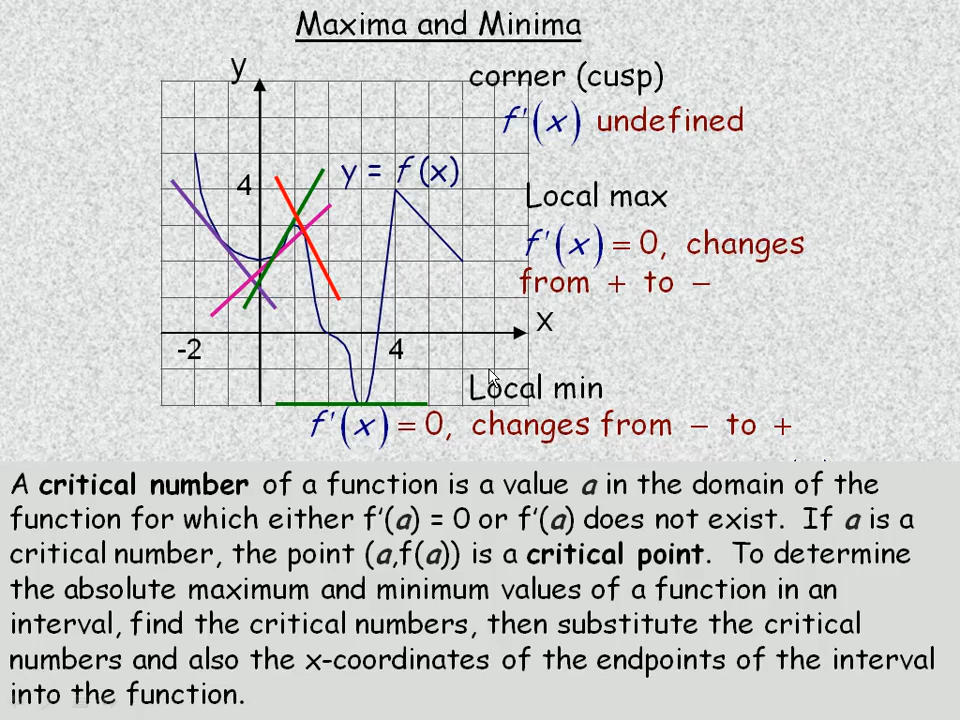 Maxima and Minima
y
corner (cusp)
f'(x) undefined
y = f (x)
4
Local max
f'(x) = 0, changes
from + to −
x
-2
4
Local min
f'(x) = 0, changes from − to +
A critical number of a function is a value a in the domain of the
function for which either f'(a) = 0 or f'(a) does not exist. If a is a
critical number, the point (a,f(a)) is a critical point. To determine
the absolute maximum and minimum values of a function in an
interval, find the critical numbers, then substitute the critical
numbers and also the x-coordinates of the endpoints of the interval
into the function.